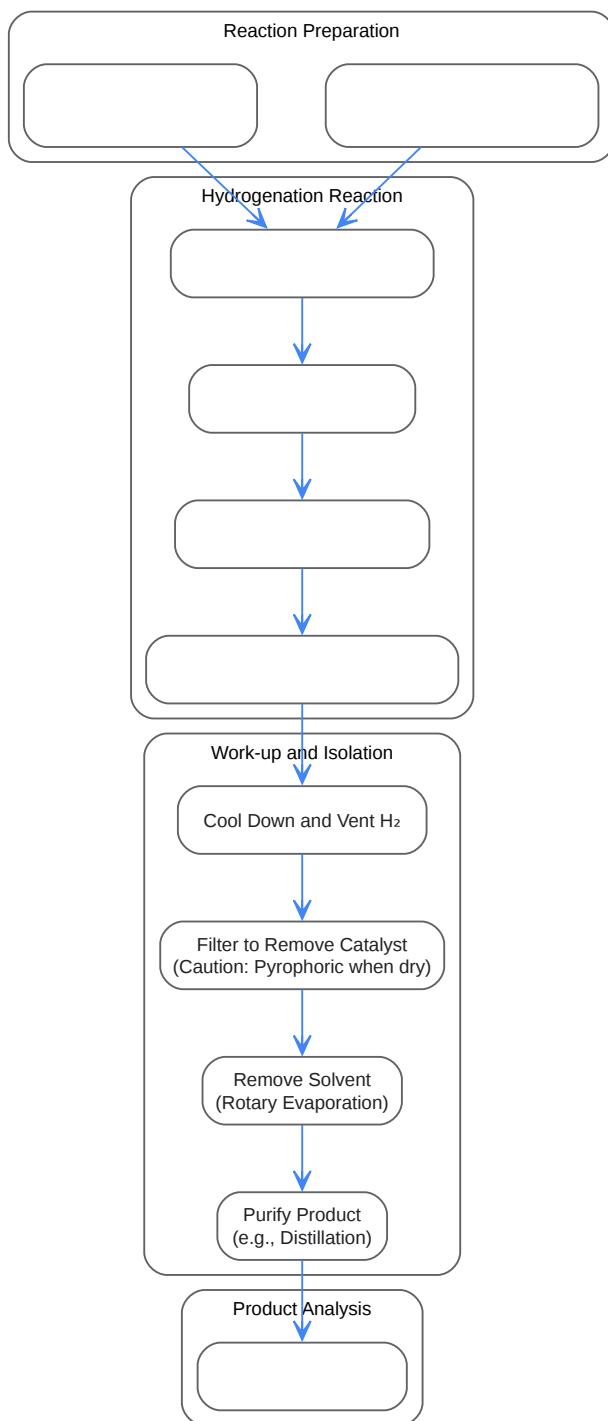 Reaction Preparation
Hydrogenation Reaction
Work-up and Isolation
Cool Down and Vent H₂
Filter to Remove Catalyst
(Caution: Pyrophoric when dry)
Remove Solvent
(Rotary Evaporation)
Purify Product
(e.g., Distillation)
Product Analysis